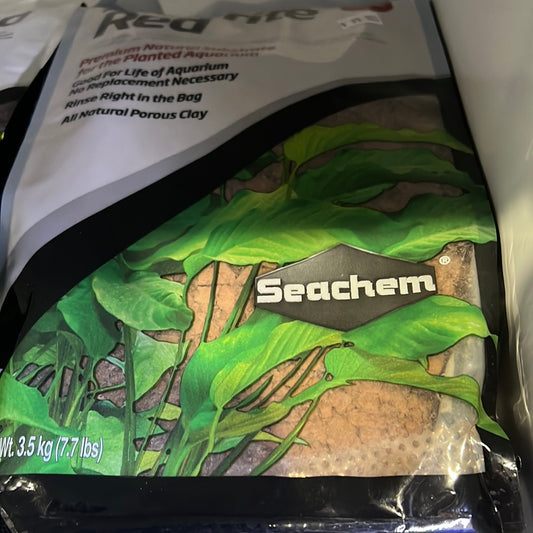 Premium Natural Substrate
for the Planted Aquarium
Good For Life of Aquarium
No Replacement Necessary
Rinse Right in the Bag
All Natural Porous Clay
Seachem®
Wt. 3.5 kg (7.7 lbs)